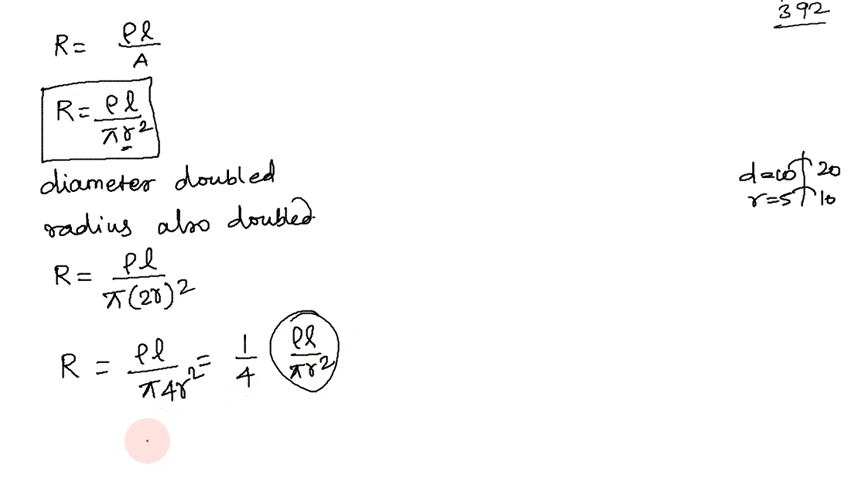 392
R = ρl / A
R = ρl / πr²
diameter doubled
d=10 20
r=5 10
radius also doubled
R = ρl / π(2r)²
R = ρl / π4r² = 1/4 ρl / πr²